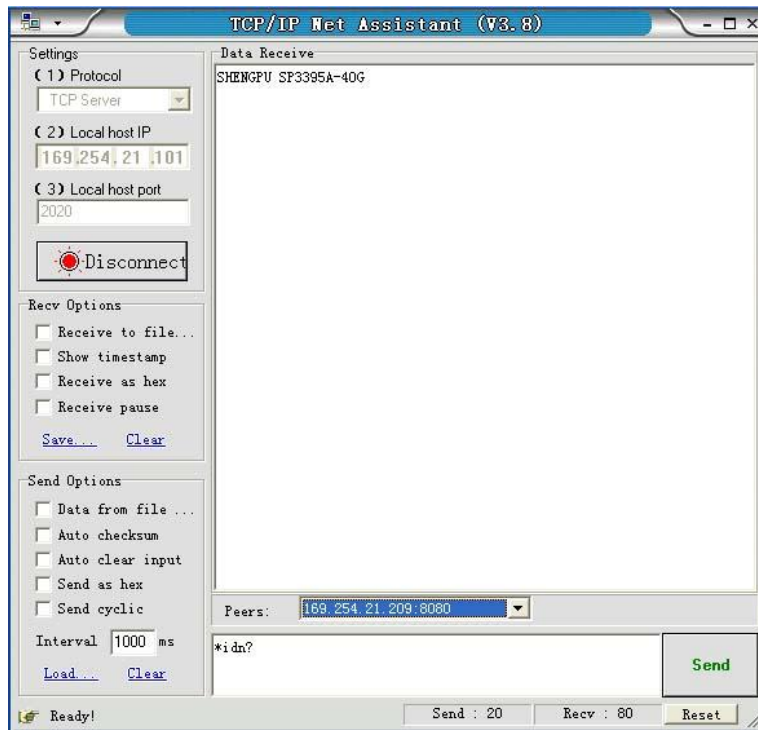 TCP/IP Net Assistant (V3.8)
Settings
(1) Protocol
TCP Server
(2) Local host IP
169.254.21.101
(3) Local host port
2020
Disconnect
Recv Options
Receive to file...
Show timestamp
Receive as hex
Receive pause
Save... Clear
Send Options
Data from file ...
Auto checksum
Auto clear input
Send as hex
Send cyclic
Interval 1000 ms
Load... Clear
Data Receive
SHENGPU SP3395A-40G
Peers: 169.254.21.209:8080
*idn?
Send
Ready!
Send : 20
Recv : 80
Reset